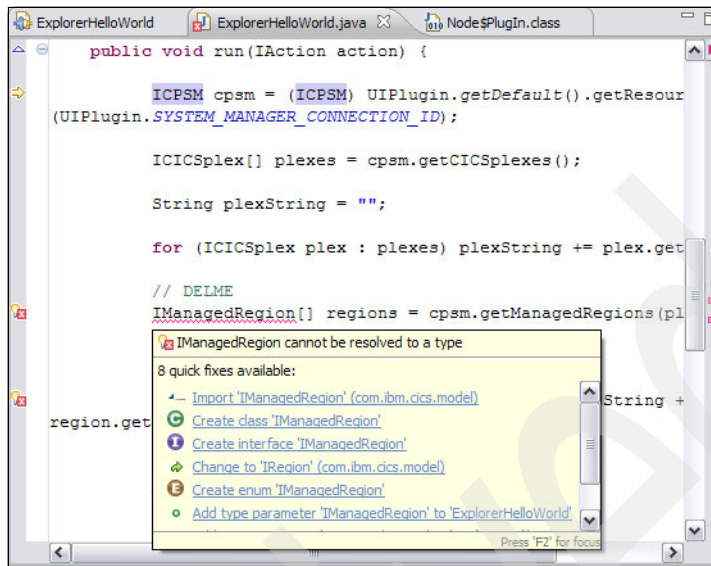 ExplorerHelloWorld ExplorerHelloWorld.java Node$PlugIn.class
public void run(IAction action) {
ICPSM cpsm = (ICPSM) UIPlugin.getDefault().getResour
(UIPlugin.SYSTEM_MANAGER_CONNECTION_ID);
ICICSplex[] plexes = cpsm.getCICSplexes();
String plexString = "";
for (ICICSplex plex : plexes) plexString += plex.get
// DELME
IManagedRegion[] regions = cpsm.getManagedRegions(pl
IManagedRegion cannot be resolved to a type
8 quick fixes available:
Import 'IManagedRegion' (com.ibm.cics.model)
String +
Create class 'IManagedRegion'
region.get
Create interface 'IManagedRegion'
Change to 'IRegion' (com.ibm.cics.model)
Create enum 'IManagedRegion'
Add type parameter 'IManagedRegion' to 'ExplorerHelloWorld'
Press 'F2' for focus